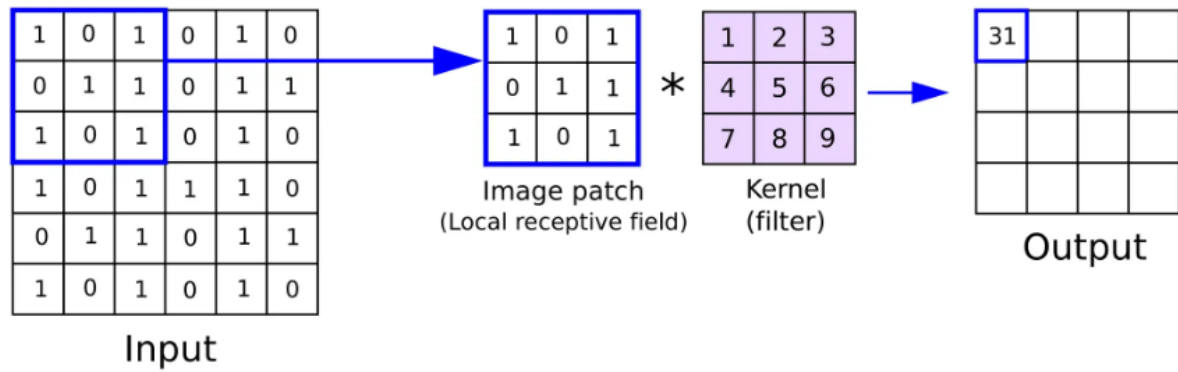 1 0 1 0 1 0
0 1 1 0 1 1
1 0 1 0 1 0
1 0 1 1 1 0
0 1 1 0 1 1
1 0 1 0 1 0
Input
1 0 1
0 1 1
1 0 1
Image patch
(Local receptive field)
*
1 2 3
4 5 6
7 8 9
Kernel
(filter)
31
Output